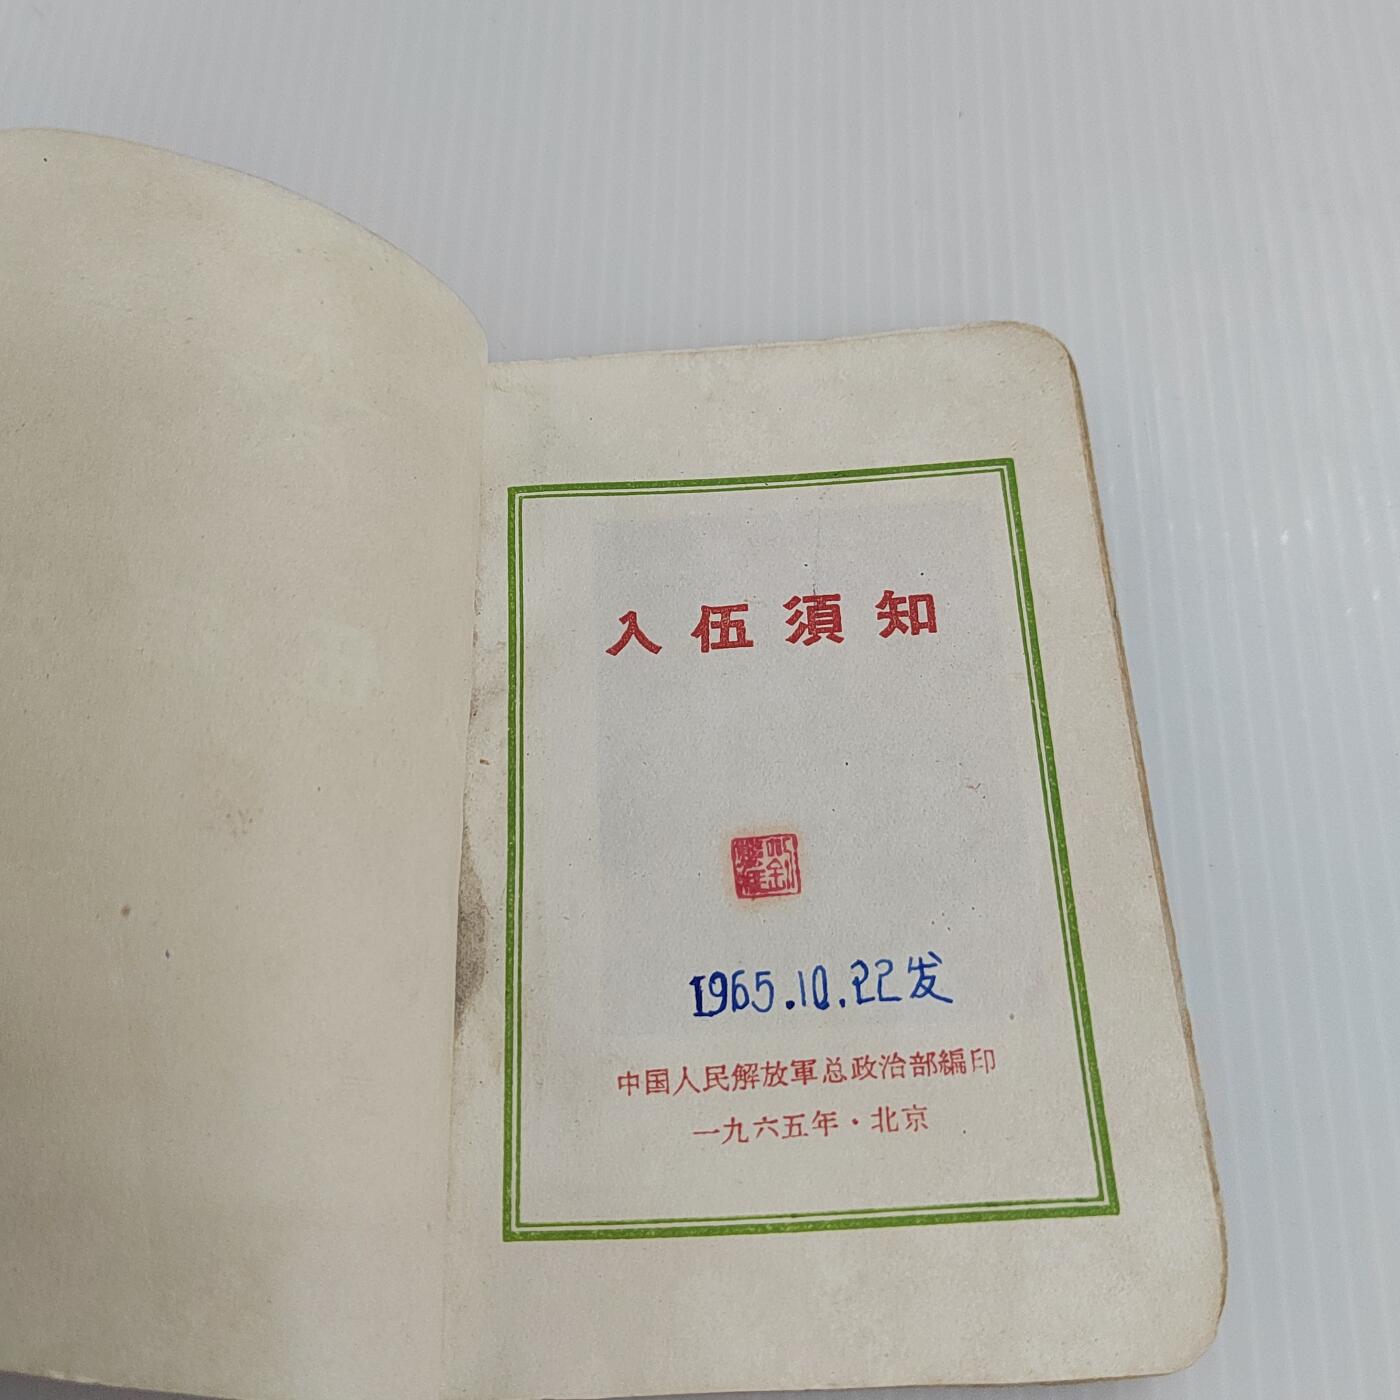 入伍須知
1965.10.22发
中国人民解放軍总政治部編印
一九六五年·北京